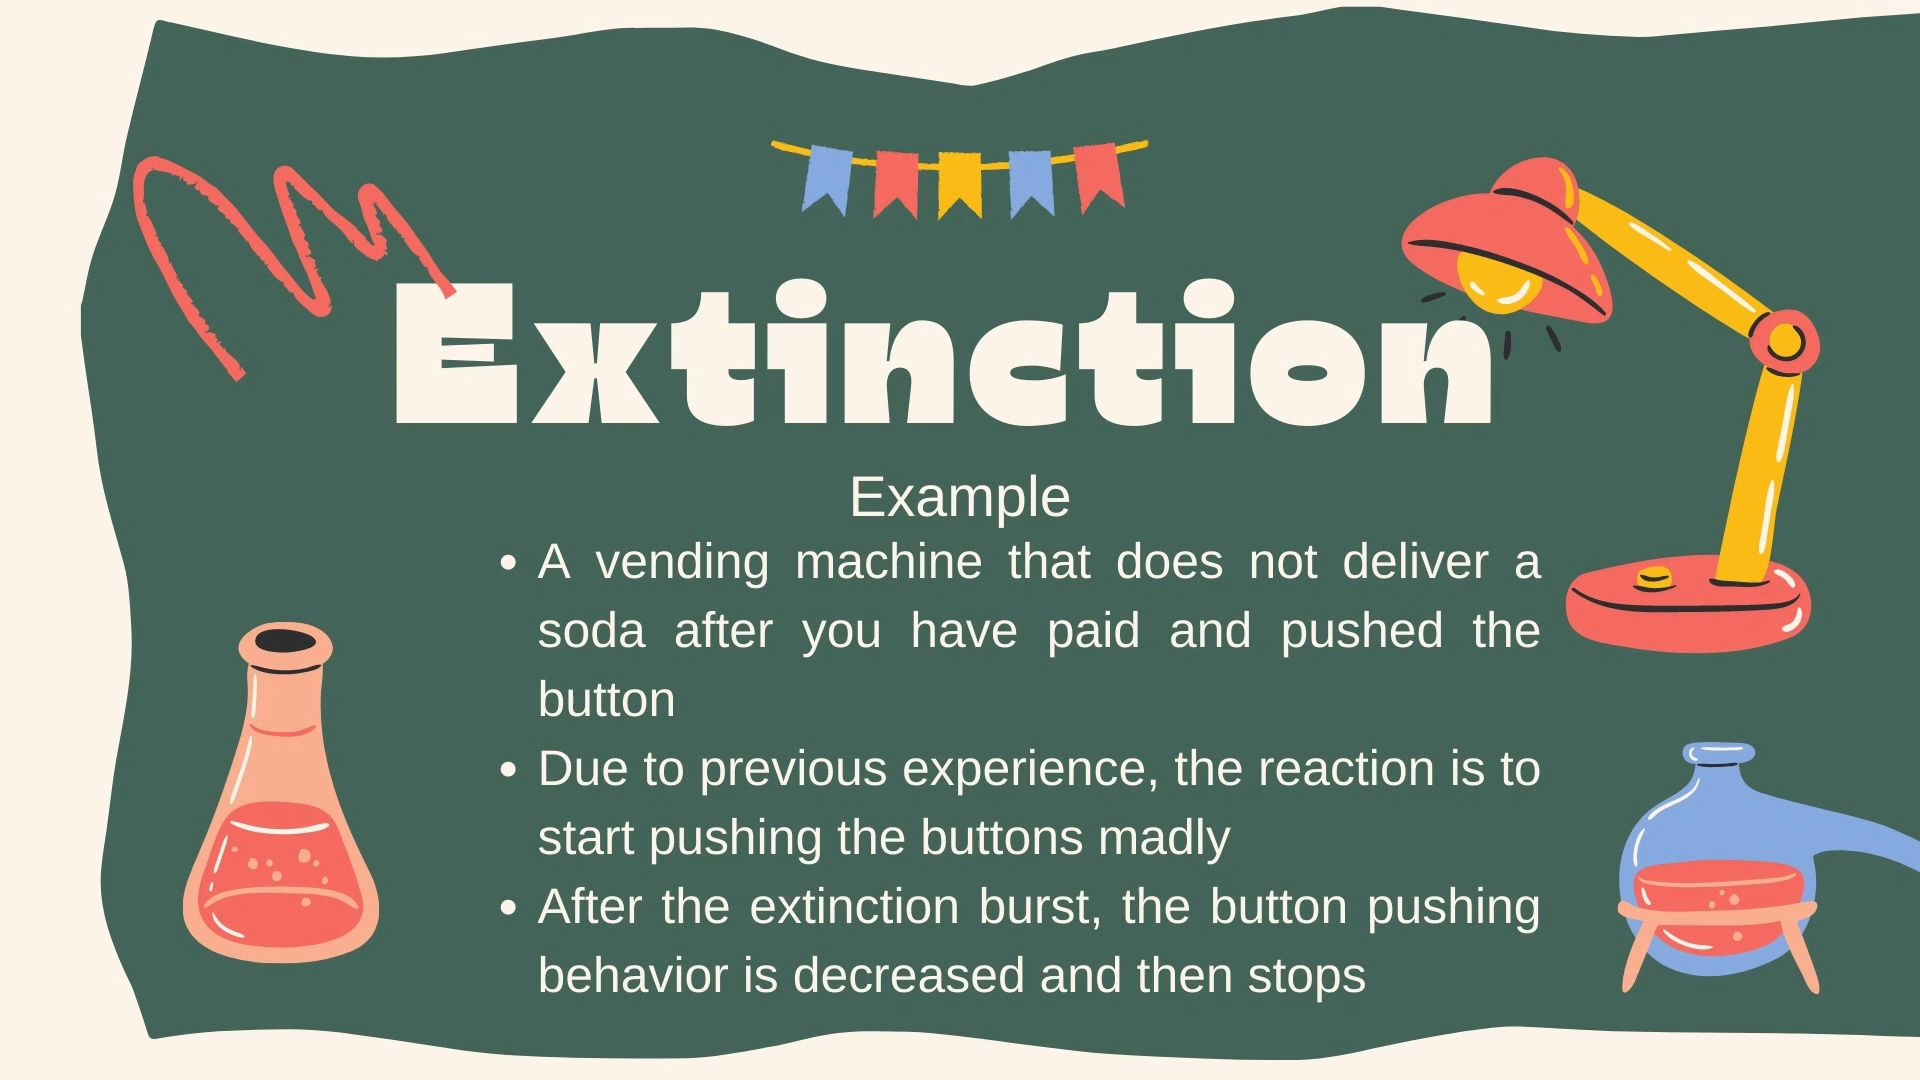 Extinction
Example
• A vending machine that does not deliver a
soda after you have paid and pushed the
button
• Due to previous experience, the reaction is to
start pushing the buttons madly
• After the extinction burst, the button pushing
behavior is decreased and then stops